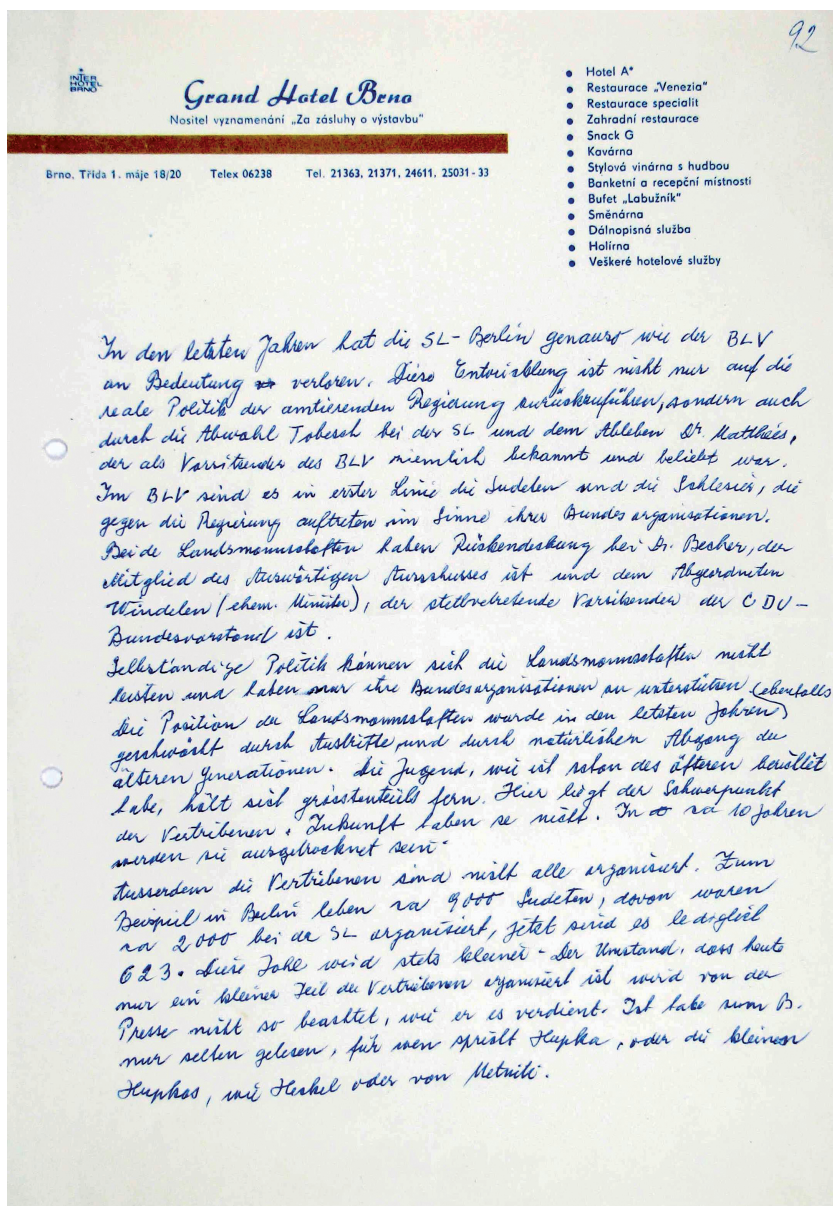 92
INTER
HOTEL
BRNO
Grand Hotel Brno
Nositel vyznamenání „Za zásluhy o výstavbu"
Brno, Třída 1. máje 18/20 Telex 06238 Tel. 21363, 21371, 24611, 25031-33
● Hotel A*
● Restaurace „Venezia"
● Restaurace specialit
● Zahradní restaurace
● Snack G
● Kavárna
● Stylová vinárna s hudbou
● Banketní a recepční místnosti
● Bufet „Labužník"
● Směnárna
● Dálnopisná služba
● Holírna
● Veškeré hotelové služby
In den letzten Jahren hat die SL-Berlin genauso wie der BLV
an Bedeutung verloren. Diese Entwicklung ist nicht nur auf die
reale Politik der amtierenden Regierung zurückzuführen, sondern auch
durch die Abwahl Tobesch bei der SL und dem Ableben Dr. Matthees,
der als Vorsitzender des BLV ziemlich bekannt und beliebt war.
Im BLV sind es in erster Linie die Sudeten und die Schlesier, die
gegen die Regierung auftreten im Sinne ihrer Bundesorganisationen.
Beide Landsmannschaften haben Rückendeckung bei Dr. Becher, der
Mitglied des Auswärtigen Ausschusses ist und dem Abgeordneten
Windelen (ehem. Minister), der stellvetretende Vorsitzender der CDU-
Bundesvorstand ist.
Selbständige Politik können sich die Landsmannschaften nicht
leisten und haben nur ihre Bundesorganisationen zu unterstützen
Die Position der Landsmannschaften wurde in den letzten Jahren (ebenfalls)
geschwächt durch Austritte und durch natürlichen Abgang der
älteren Generationen. Die Jugend, wie ich schon des öfteren berichtet
habe, hält sich grösstenteils fern. Hier liegt der Schwerpunkt
der Vertribenen. Zukunft haben se nicht. In za 10 Jahren
werden sie ausgetrocknet sein.
Ausserdem die Vertribenen sind nicht alle organisiert. Zum
Beispiel in Berlin leben za 9000 Sudeten, davon waren
za 2000 bei der SL organisiert, jetzt sind es lediglich
623. Diese Zahl wird stets kleiner. Der Umstand, dass heute
nur ein kleiner Teil der Vertribenen organisiert ist wird von der
Presse nicht so beachtet, wie er es verdient. Ich habe zum B.
nur selten gelesen, für wen spricht Hupka, oder die kleinen
Hupkas, wie Heckel oder von